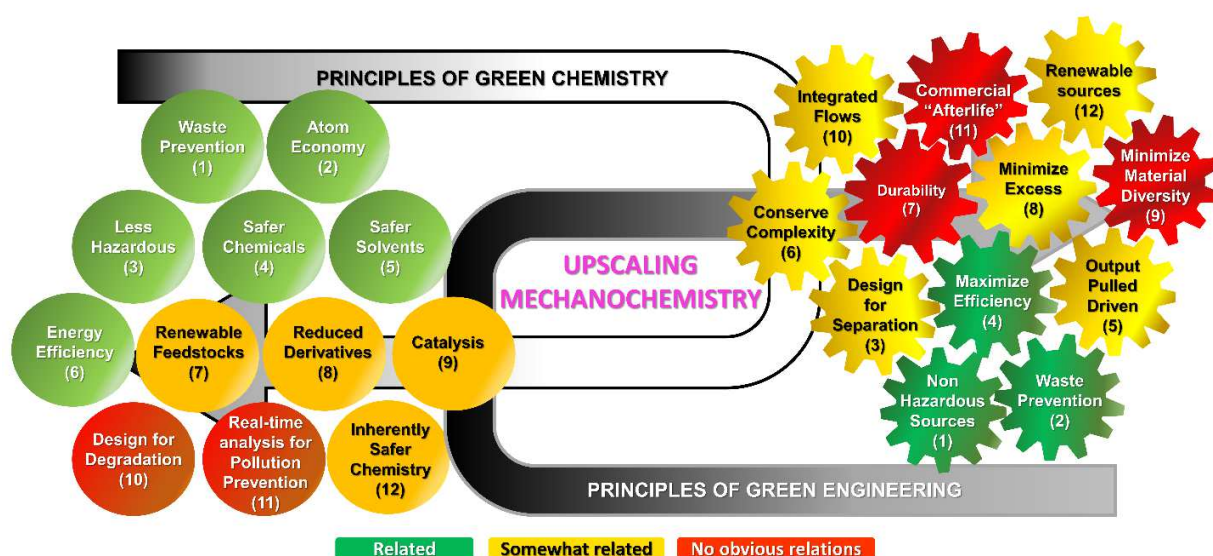 PRINCIPLES OF GREEN CHEMISTRY
Waste
Prevention
(1)
Atom
Economy
(2)
Less
Hazardous
(3)
Safer
Chemicals
(4)
Safer
Solvents
(5)
Energy
Efficiency
(6)
Renewable
Feedstocks
(7)
Reduced
Derivatives
(8)
Catalysis
(9)
Design for
Degradation
(10)
Real-time
analysis for
Pollution
Prevention
(11)
Inherently
Safer
Chemistry
(12)
UPSCALING
MECHANOCHEMISTRY
Integrated
Flows
(10)
Commercial
“Afterlife”
(11)
Renewable
sources
(12)
Conserve
Complexity
(6)
Durability
(7)
Minimize
Excess
(8)
Minimize
Material
Diversity
(9)
Design
for
Separation
(3)
Maximize
Efficiency
(4)
Output
Pulled
Driven
(5)
Non
Hazardous
Sources
(1)
Waste
Prevention
(2)
PRINCIPLES OF GREEN ENGINEERING
Related
Somewhat related
No obvious relations